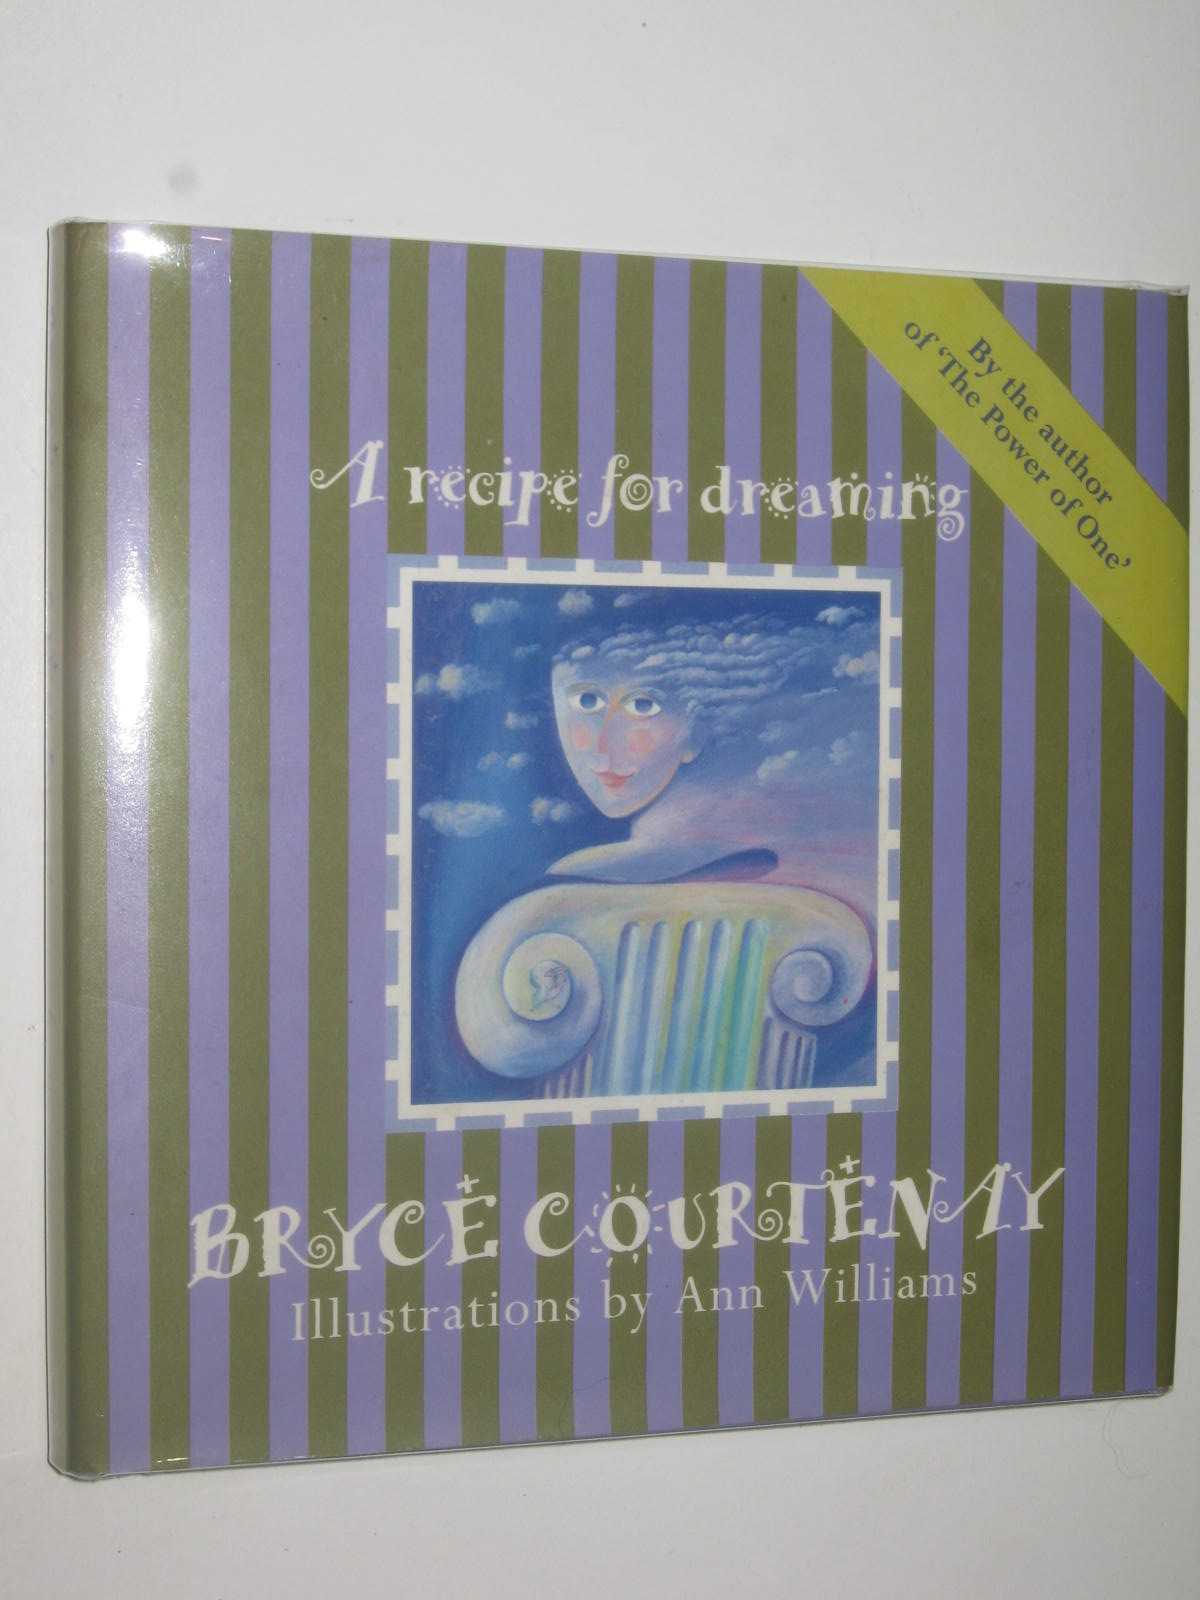 By the author
of 'The Power of One'
A recipe for dreaming
BRYCE COURTENAY
Illustrations by Ann Williams